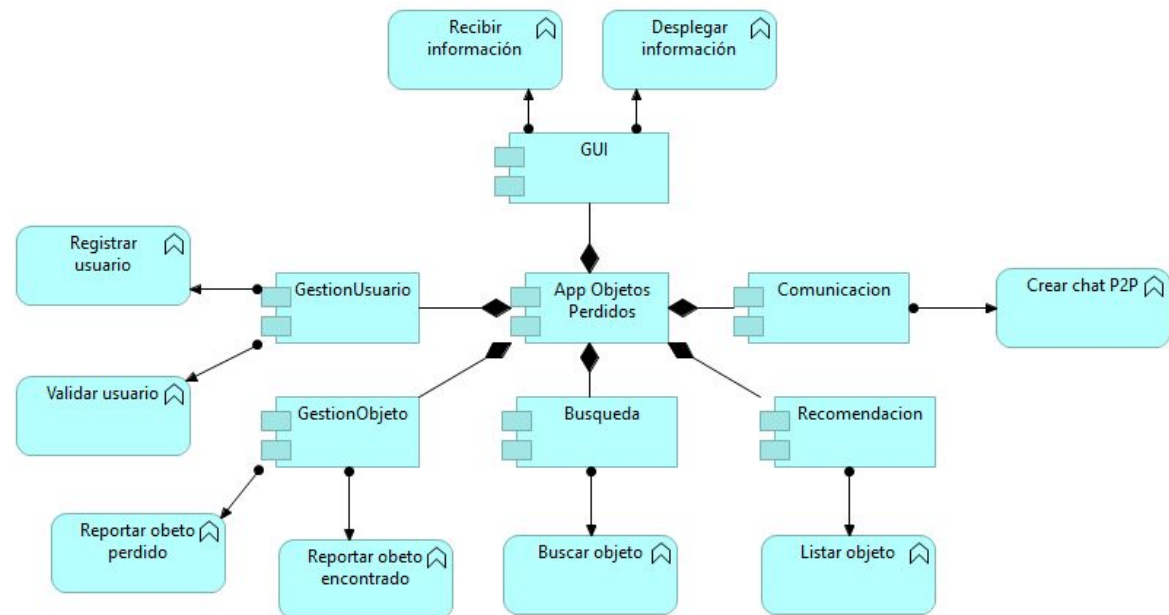 Recibir
información
Desplegar
información
GUI
Registrar
usuario
GestionUsuario
App Objetos
Perdidos
Comunicacion
Crear chat P2P
Validar usuario
GestionObjeto
Busqueda
Recomendacion
Reportar obeto
perdido
Reportar obeto
encontrado
Buscar objeto
Listar objeto